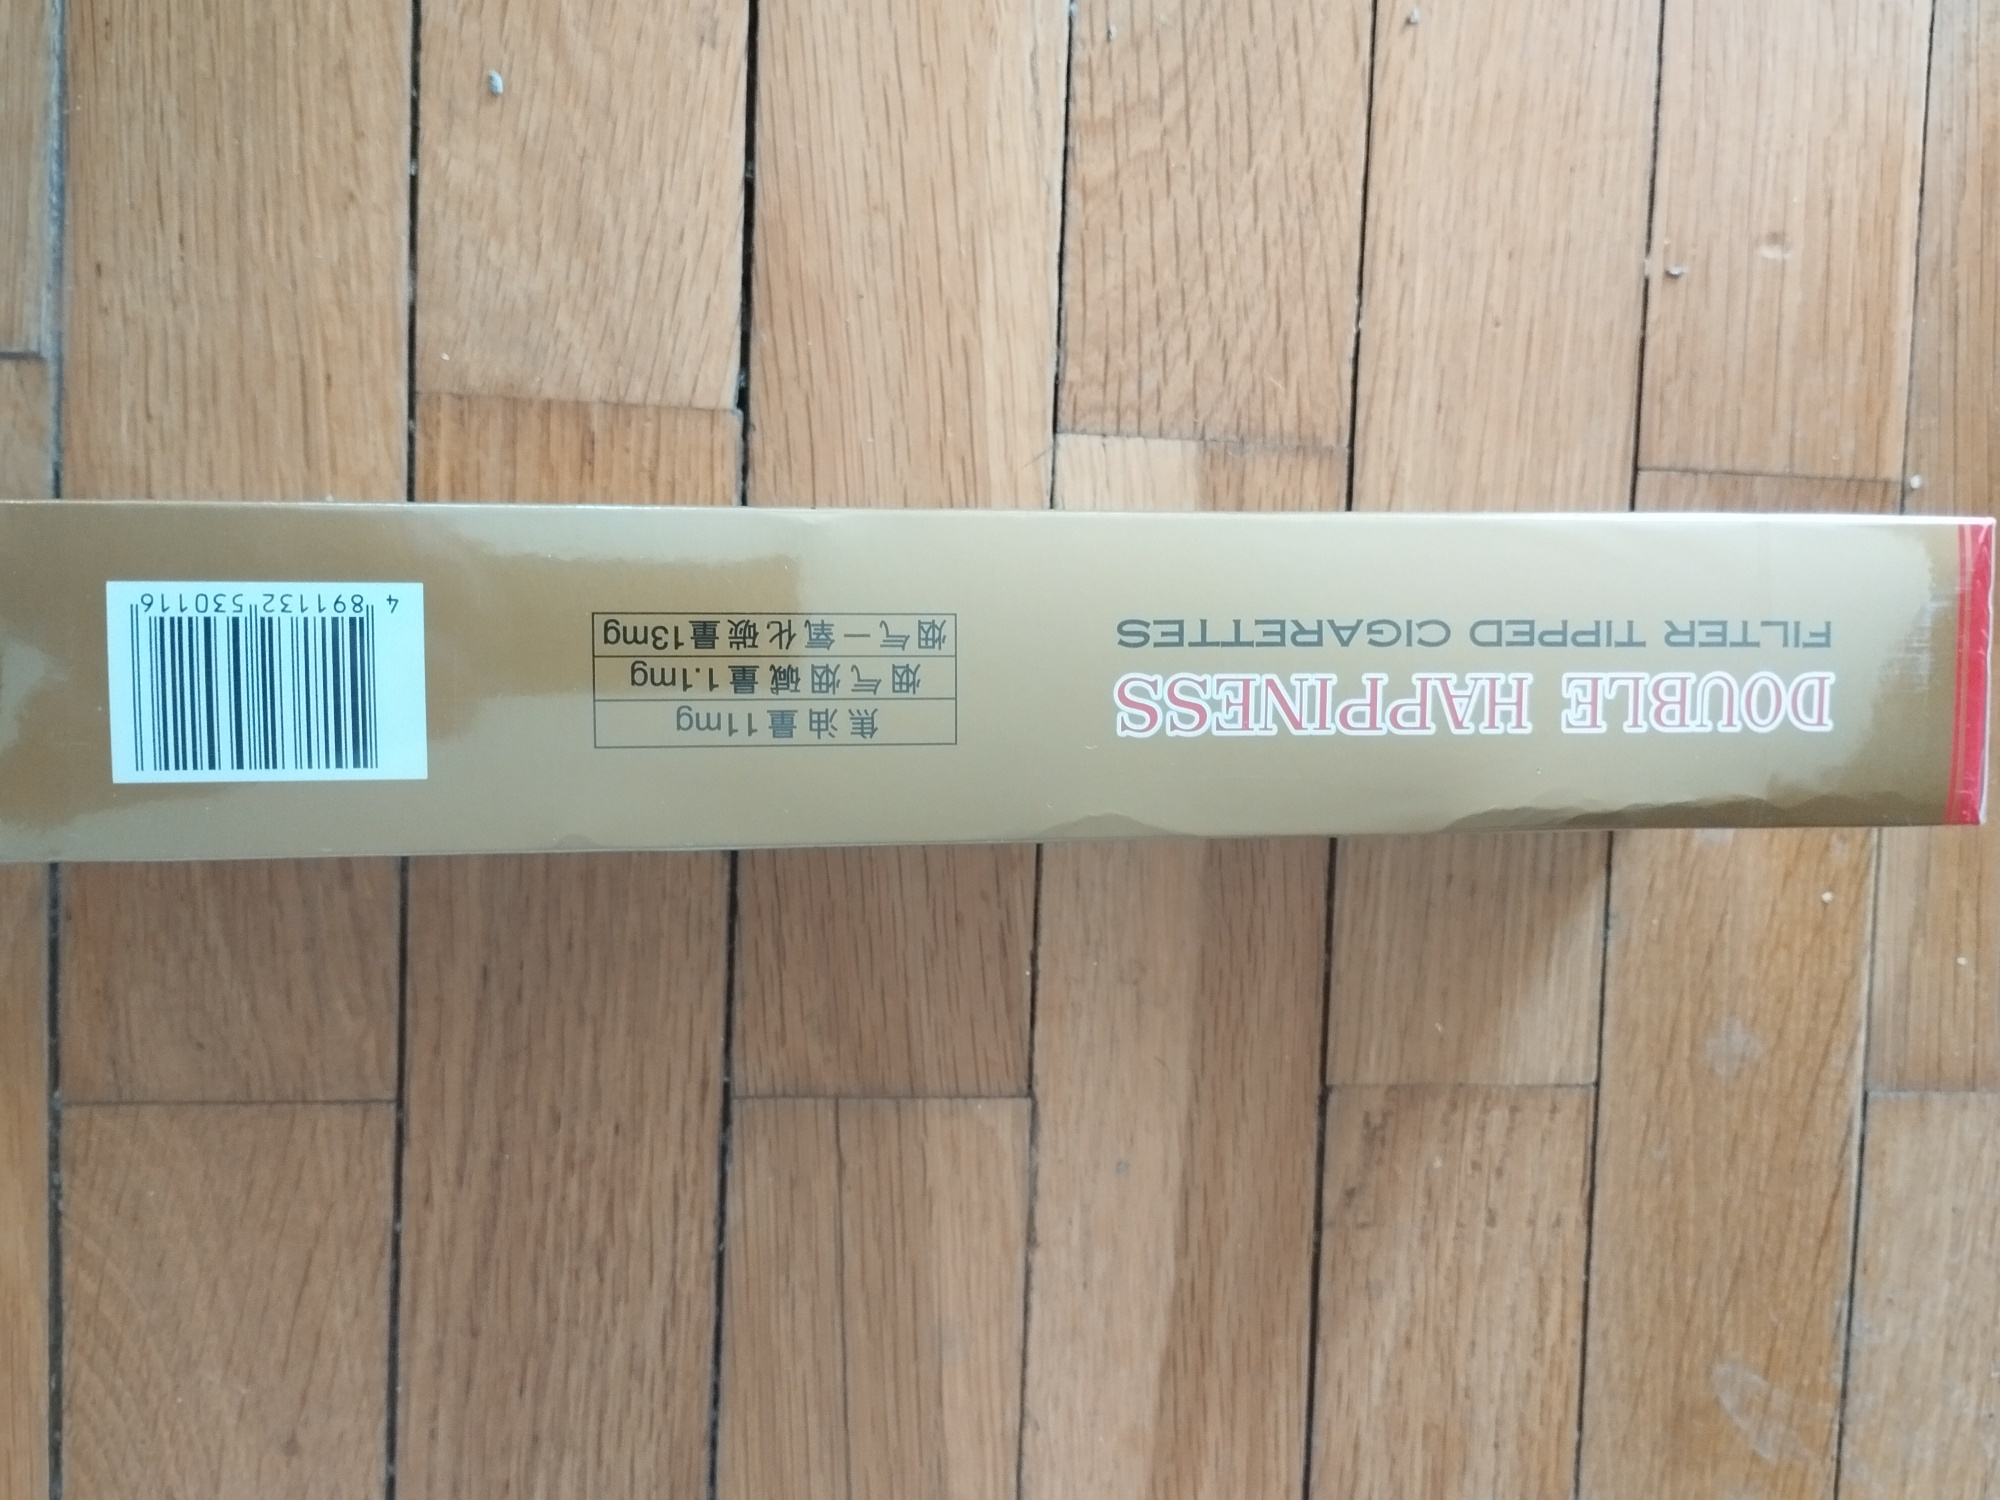 DOUBLE HAPPINESS
FILTER TIPPED CIGARETTES
焦油量11mg
烟气烟碱量1.1mg
烟气一氧化碳量13mg
4 891132 530116